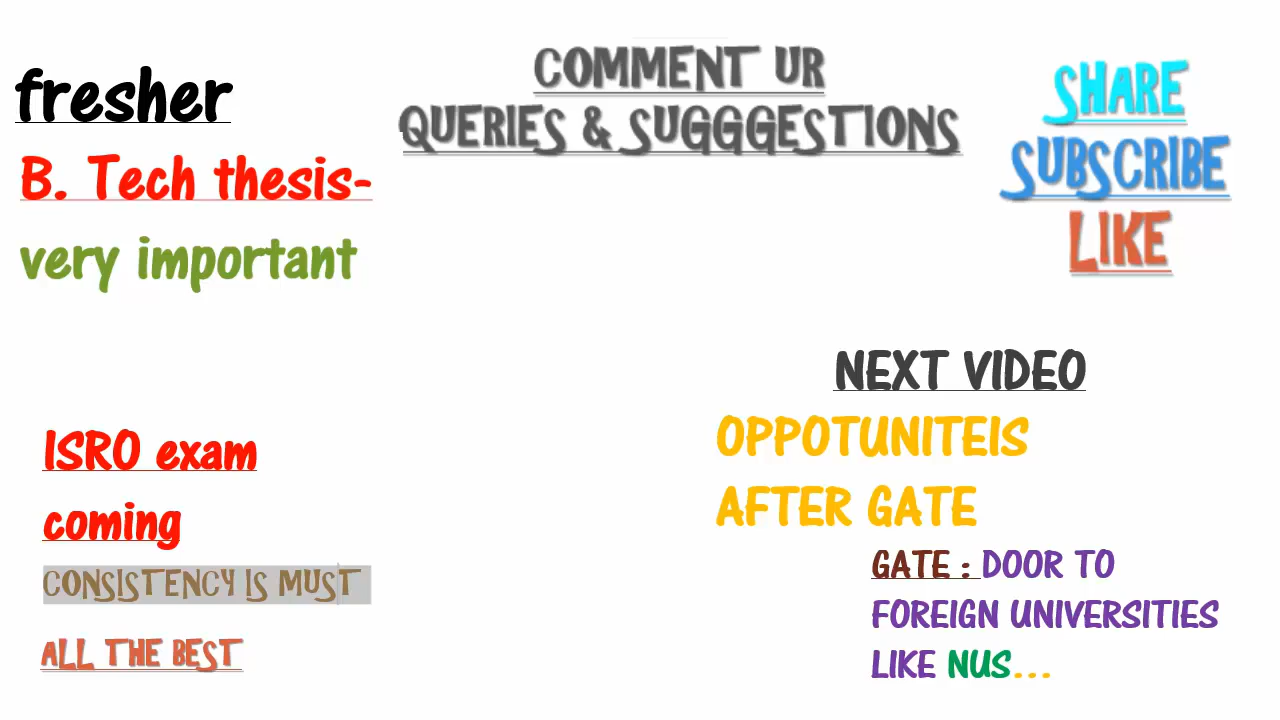 fresher
B. Tech thesis-
very important
COMMENT UR
QUERIES & SUGGGESTIONS
SHARE
SUBSCRIBE
LIKE
ISRO exam
coming
CONSISTENCY IS MUST
ALL THE BEST
NEXT VIDEO
OPPOTUNITEIS
AFTER GATE
GATE : DOOR TO
FOREIGN UNIVERSITIES
LIKE NUS...